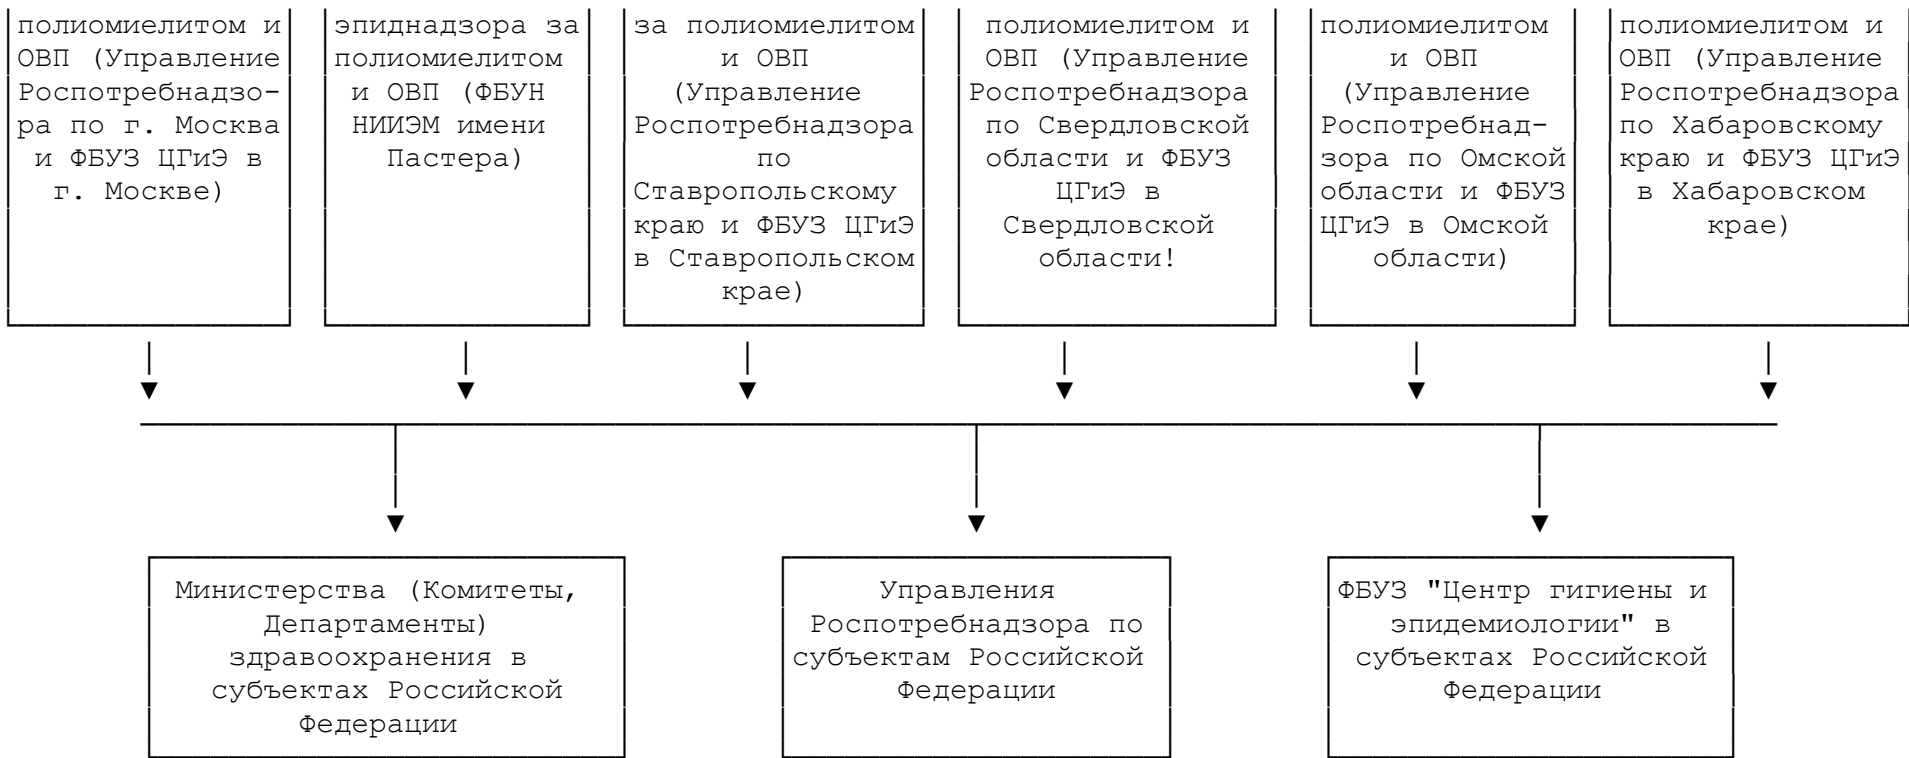 полиомиелитом и
ОВП (Управление
Роспотребнадзо-
ра по г. Москва
и ФБУЗ ЦГиЭ в
г. Москве)
эпиднадзора за
полиомиелитом
и ОВП (ФБУН
НИИЭМ имени
Пастера)
за полиомиелитом
и ОВП
(Управление
Роспотребнадзора
по
Ставропольскому
краю и ФБУЗ ЦГиЭ
в Ставропольском
крае)
полиомиелитом и
ОВП (Управление
Роспотребнадзора
по Свердловской
области и ФБУЗ
ЦГиЭ в
Свердловской
области!
полиомиелитом
и ОВП
(Управление
Роспотребнад-
зора по Омской
области и ФБУЗ
ЦГиЭ в Омской
области)
полиомиелитом и
ОВП (Управление
Роспотребнадзора
по Хабаровскому
краю и ФБУЗ ЦГиЭ
в Хабаровском
крае)
Министерства (Комитеты,
Департаменты)
здравоохранения в
субъектах Российской
Федерации
Управления
Роспотребнадзора по
субъектам Российской
Федерации
ФБУЗ "Центр гигиены и
эпидемиологии" в
субъектах Российской
Федерации